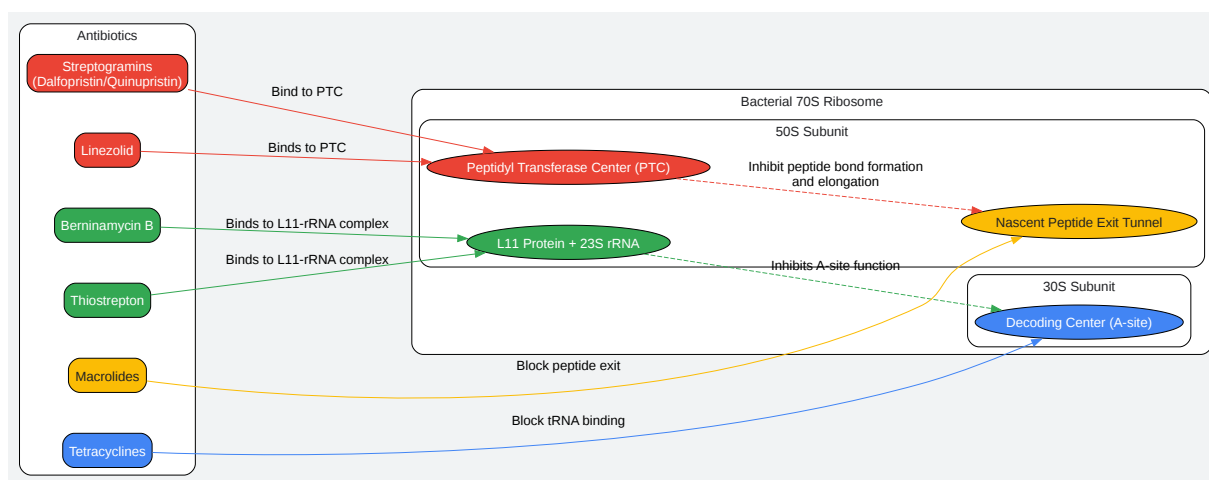 Antibiotics
Streptogramins
(Dalfopristin/Quinupristin)
Linezolid
Berninamycin B
Thiostrepton
Macrolides
Tetracyclines
Bind to PTC
Binds to PTC
Binds to L11-rRNA complex
Binds to L11-rRNA complex
Block peptide exit
Block tRNA binding
Bacterial 70S Ribosome
50S Subunit
Peptidyl Transferase Center (PTC)
Inhibit peptide bond formation
and elongation
Nascent Peptide Exit Tunnel
L11 Protein + 23S rRNA
Inhibits A-site function
30S Subunit
Decoding Center (A-site)